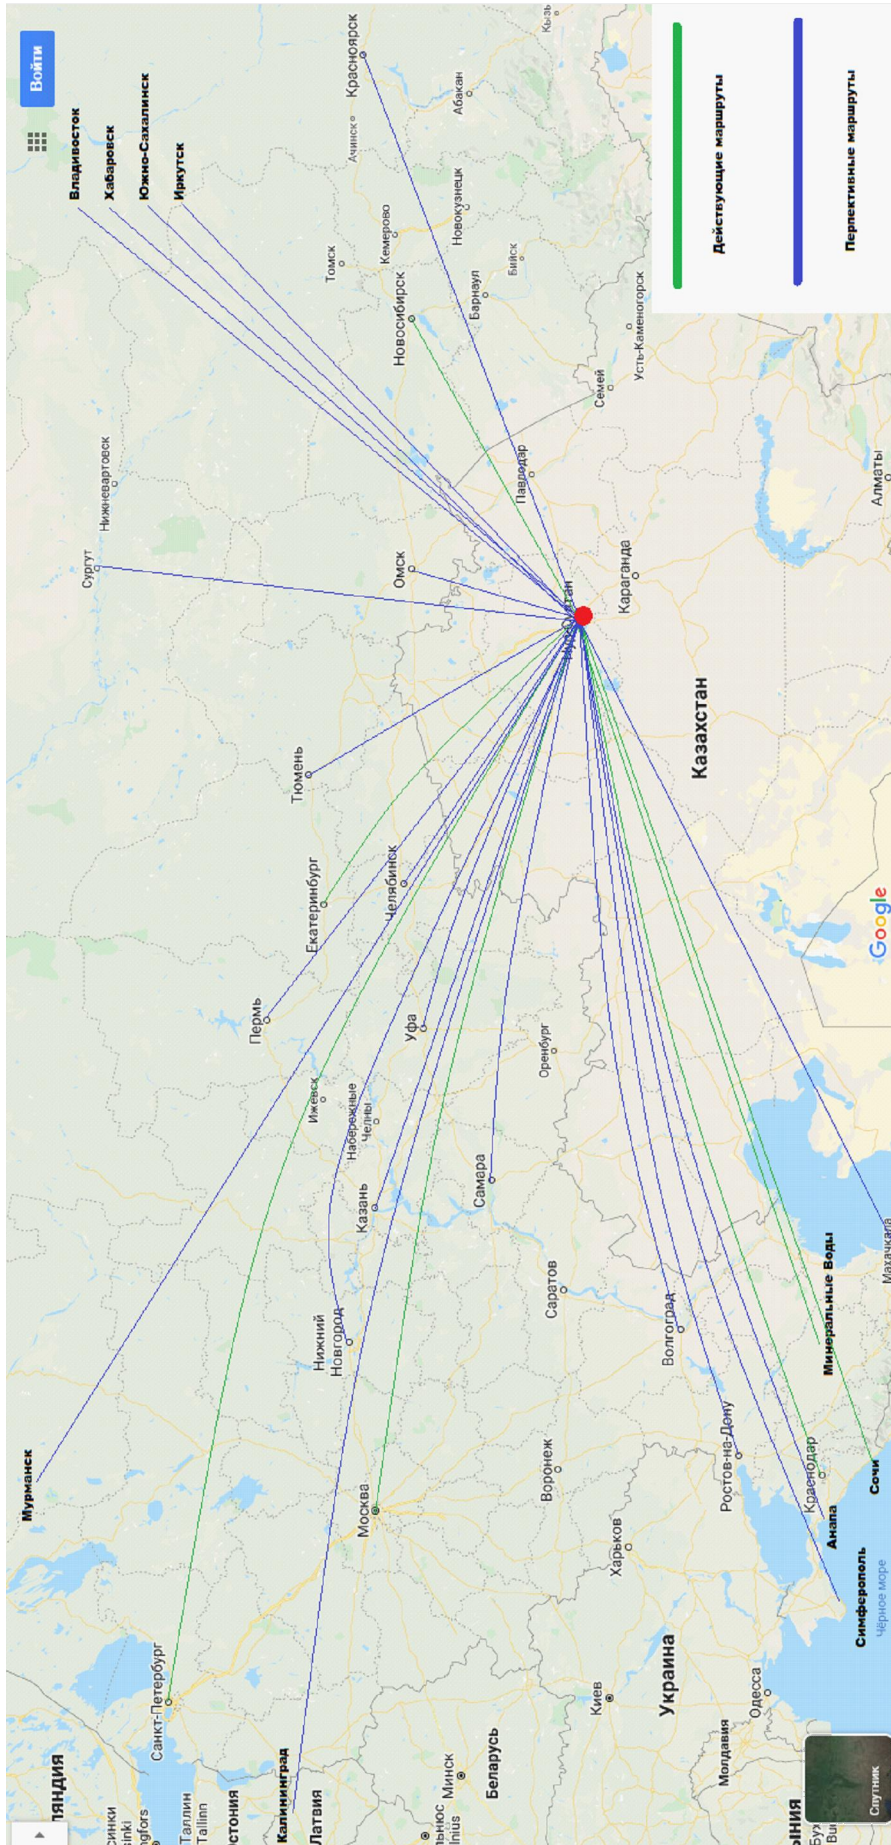 Войти
Владивосток
Хабаровск
Южно-Сахалинск
Иркутск
Красноярск
Ачинск
Абакан
Томск
Кемерово
Новокузнецк
Новосибирск
Барнаул
Бийск
Усть-Каменогорск
Семей
Павлодар
Нижневартовск
Сургут
Омск
Караганда
Алматы
Казахстан
Тюмень
Екатеринбург
Челябинск
Пермь
Уфа
Оренбург
Ижевск
Набережные
Челны
Казань
Самара
Саратов
Нижний
Новгород
Волгоград
Минеральные Воды
Махачкала
Мурманск
Москва
Воронеж
Ростов-на-Дону
Краснодар
Анапа
Сочи
Харьков
Симферополь
Чёрное море
Санкт-Петербург
Киев
Украина
Одесса
Молдавия
Калининград
Латвия
Минск
Беларусь
Таллин
Tallinn
Google
Спутник
Действующие маршруты
Перпективные маршруты